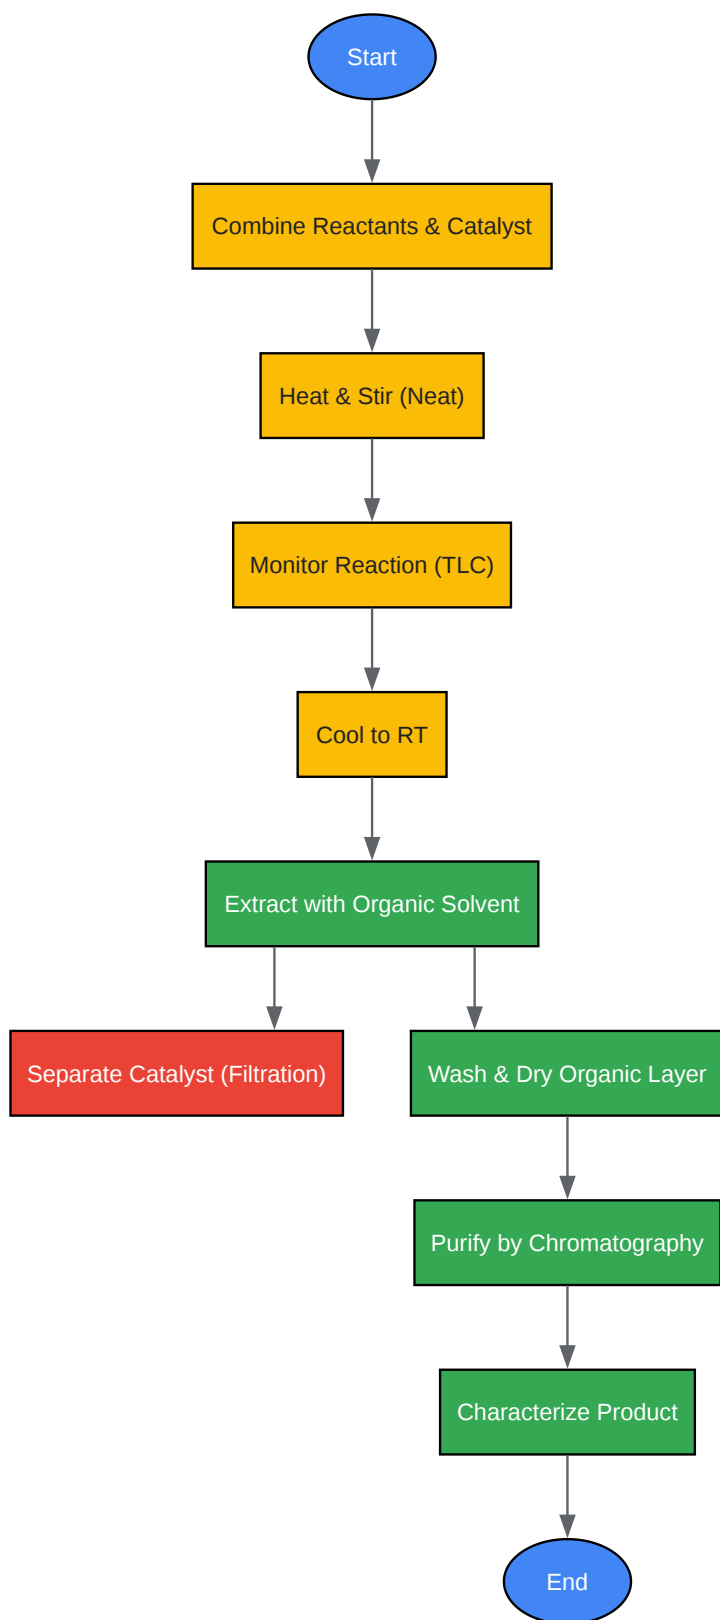 Start
Combine Reactants & Catalyst
Heat & Stir (Neat)
Monitor Reaction (TLC)
Cool to RT
Extract with Organic Solvent
Separate Catalyst (Filtration)
Wash & Dry Organic Layer
Purify by Chromatography
Characterize Product
End